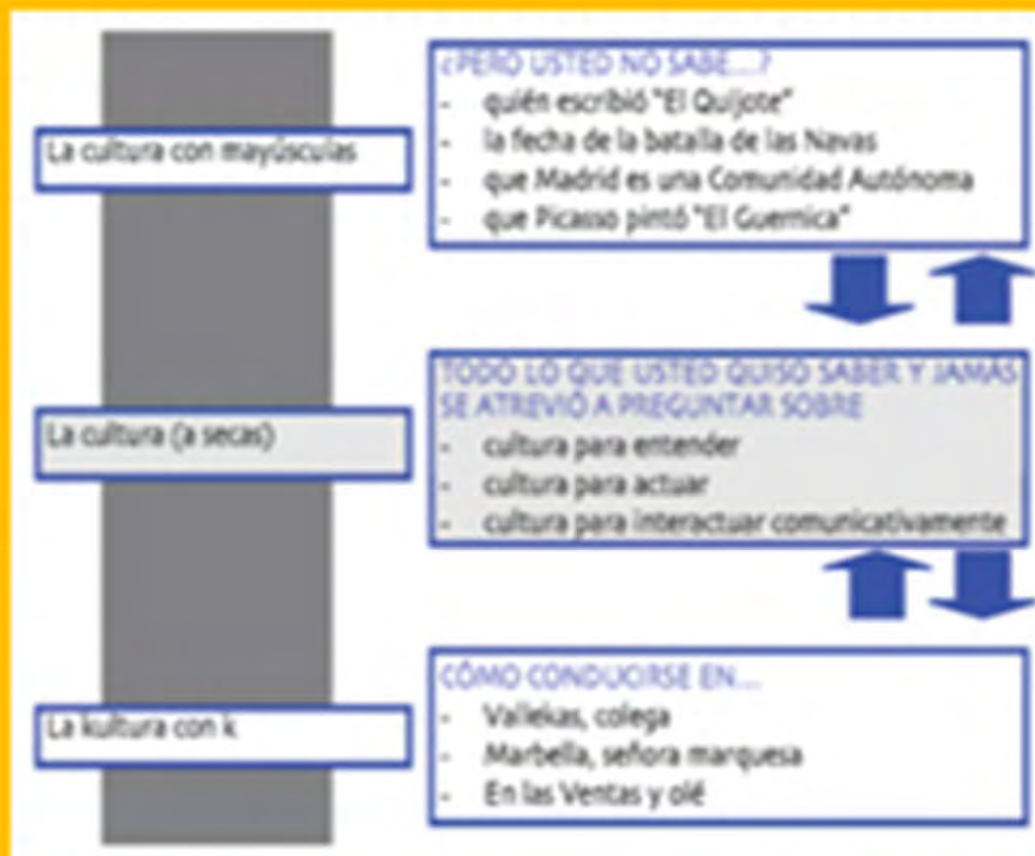 La cultura con mayúsculas
¿PERO USTED NO SABE....?
- quién escribió "El Quijote"
- la fecha de la batalla de las Navas
- que Madrid es una Comunidad Autónoma
- que Picasso pintó "El Guernica"
La cultura (a secas)
TODO LO QUE USTED QUISO SABER Y JAMÁS
SE ATREVIÓ A PREGUNTAR SOBRE
- cultura para entender
- cultura para actuar
- cultura para interactuar comunicativamente
La kultura con k
CÓMO CONDUCIRSE EN....
- Vallekas, colega
- Marbella, señora marquesa
- En las Ventas y olé